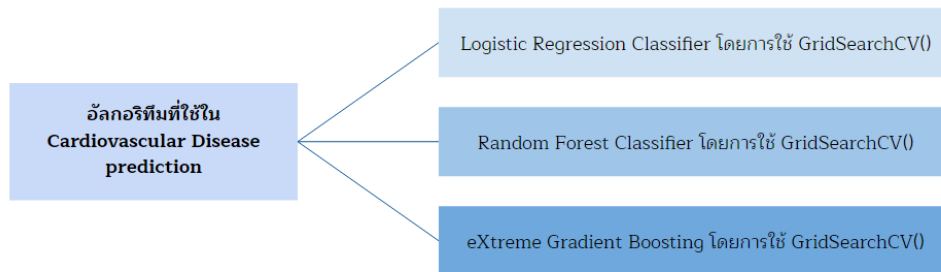 อัลกอริทึมที่ใช้ใน
Cardiovascular Disease
prediction
Logistic Regression Classifier โดยการใช้ GridSearchCV()
Random Forest Classifier โดยการใช้ GridSearchCV()
eXtreme Gradient Boosting โดยการใช้ GridSearchCV()